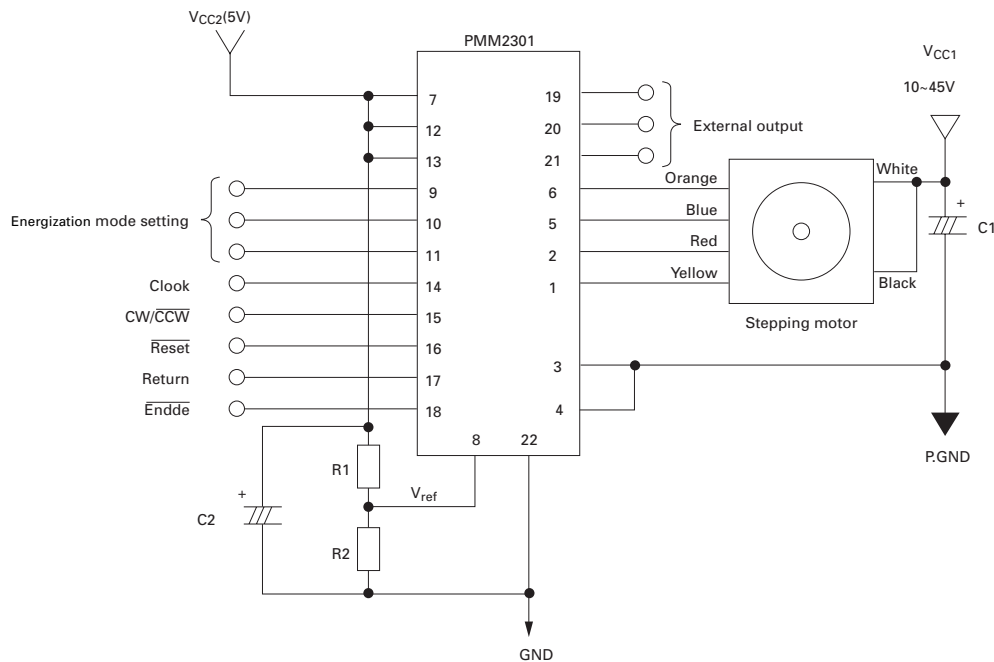 VCC2(5V)
PMM2301
VCC1
10~45V
7
12
13
9
10
11
14
15
16
17
18
8
22
19
20
21
6
5
2
1
3
4
External output
Energization mode setting
Clook
CW/CCW
Reset
Return
Endde
Orange
Blue
Red
Yellow
White
Black
Stepping motor
+
C1
P.GND
R1
Vref
R2
+
C2
GND